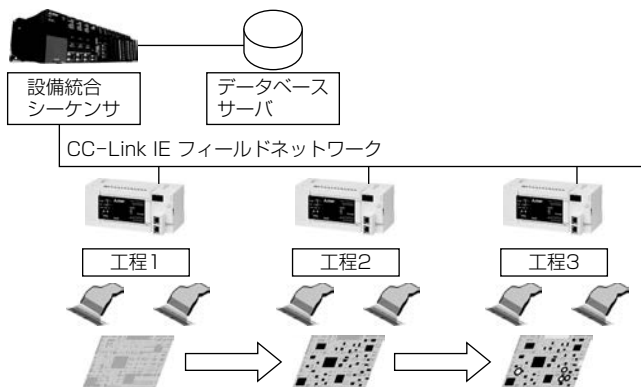 設備統合
シーケンサ
データベース
サーバ
CC-Link IE フィールドネットワーク
工程1
工程2
工程3